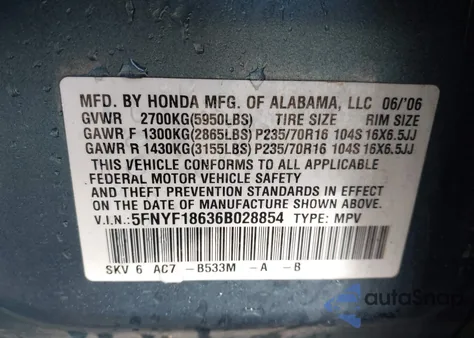 MFD. BY HONDA MFG. OF ALABAMA, LLC 06/'06
GVWR 2700KG(5950LBS) TIRE SIZE RIM SIZE
GAWR F 1300KG(2865LBS)P235/70R16 104S 16X6.5JJ
GAWR R 1430KG(3155LBS)P235/70R16 104S 16X6.5JJ
THIS VEHICLE CONFORMS TO ALL APPLICABLE
FEDERAL MOTOR VEHICLE SAFETY
AND THEFT PREVENTION STANDARDS IN EFFECT
ON THE DATE OF MANUFACTURE SHOWN ABOVE.
V.I.N.:5FNYF18636B028854 TYPE: MPV
SKV 6 AC7 -B533M -A -B
autoSnap